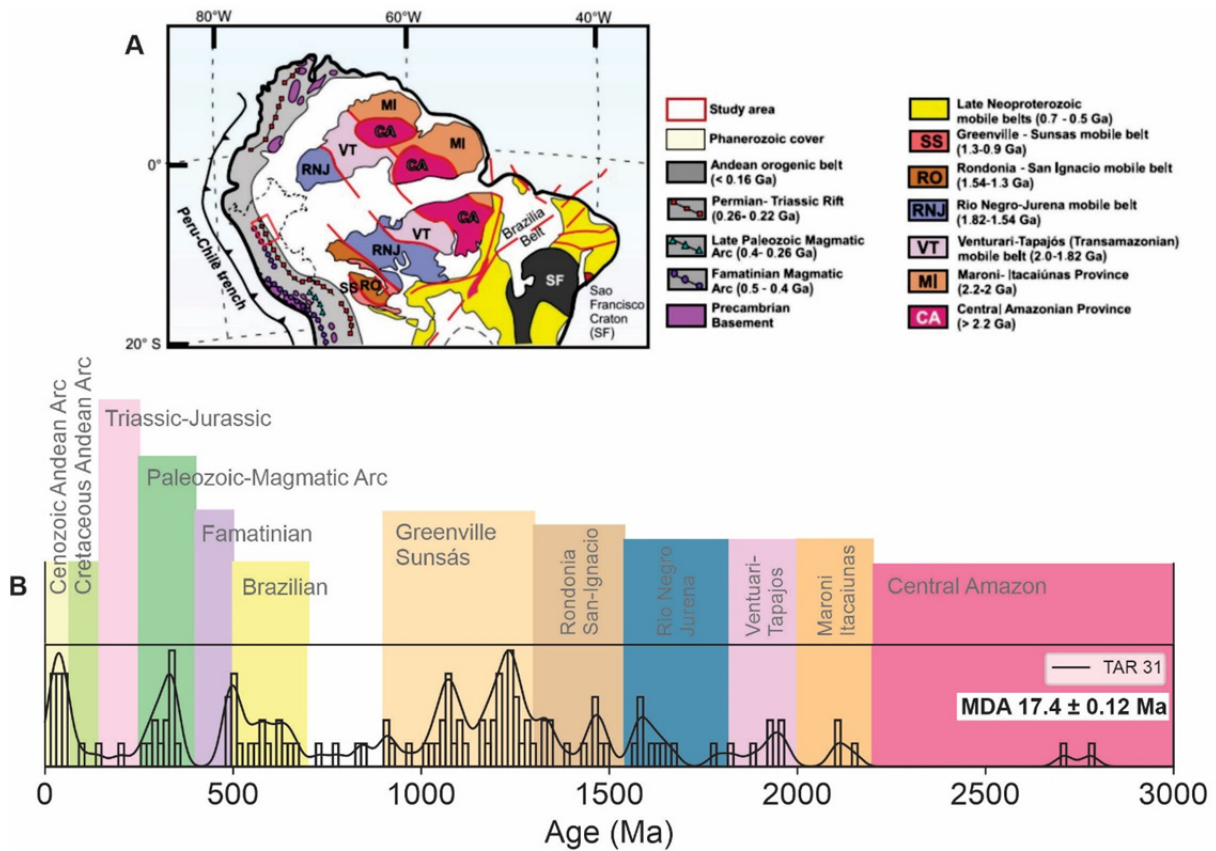 80°W
60°W
40°W
A
0°
20° S
MI
CA
MI
VT
CA
RNJ
CA
VT
RNJ
SS
RO
SF
Brazilia
Belt
Sao
Francisco
Craton
(SF)
Peru-Chile trench
Study area
Phanerozoic cover
Andean orogenic belt
(< 0.16 Ga)
Permian- Triassic Rift
(0.26- 0.22 Ga)
Late Paleozoic Magmatic
Arc (0.4- 0.26 Ga)
Famatinian Magmatic
Arc (0.5 - 0.4 Ga)
Precambrian
Basement
Late Neoproterozoic
mobile belts (0.7 - 0.5 Ga)
SS
Greenville - Sunsas mobile belt
(1.3-0.9 Ga)
RO
Rondonia - San Ignacio mobile belt
(1.54-1.3 Ga)
RNJ
Rio Negro-Jurena mobile belt
(1.82-1.54 Ga)
VT
Venturari-Tapajós (Transamazonian)
mobile belt (2.0-1.82 Ga)
MI
Maroni- Itacaiúnas Province
(2.2-2 Ga)
CA
Central Amazonian Province
(> 2.2 Ga)
B
Cenozoic Andean Arc
Cretaceous Andean Arc
Triassic-Jurassic
Paleozoic-Magmatic Arc
Famatinian
Brazilian
Greenville
Sunsás
Rondonia
San-Ignacio
Rio Negro
Jurena
Ventuari-
Tapajos
Maroni
Itacaiunas
Central Amazon
TAR 31
MDA 17.4 ± 0.12 Ma
0
500
1000
1500
2000
2500
3000
Age (Ma)